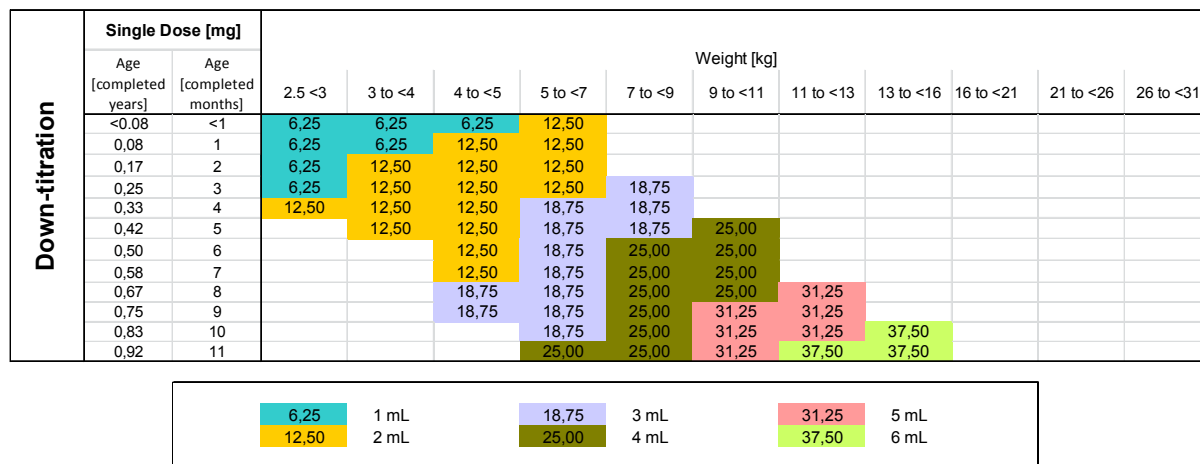 Down-titration
Single Dose [mg]
Weight [kg]
Age [completed years] Age [completed months] 2.5 <3 3 to <4 4 to <5 5 to <7 7 to <9 9 to <11 11 to <13 13 to <16 16 to <21 21 to <26 26 to <31
<0.08 <1 6,25 6,25 6,25 12,50
0,08 1 6,25 6,25 12,50 12,50
0,17 2 6,25 12,50 12,50 12,50
0,25 3 6,25 12,50 12,50 12,50 18,75
0,33 4 12,50 12,50 12,50 18,75 18,75
0,42 5 12,50 12,50 18,75 18,75 25,00
0,50 6 12,50 18,75 25,00 25,00
0,58 7 12,50 18,75 25,00 25,00
0,67 8 18,75 18,75 25,00 25,00 31,25
0,75 9 18,75 18,75 25,00 31,25 31,25
0,83 10 18,75 25,00 31,25 31,25 37,50
0,92 11 25,00 25,00 31,25 37,50 37,50
6,25 1 mL 18,75 3 mL 31,25 5 mL
12,50 2 mL 25,00 4 mL 37,50 6 mL